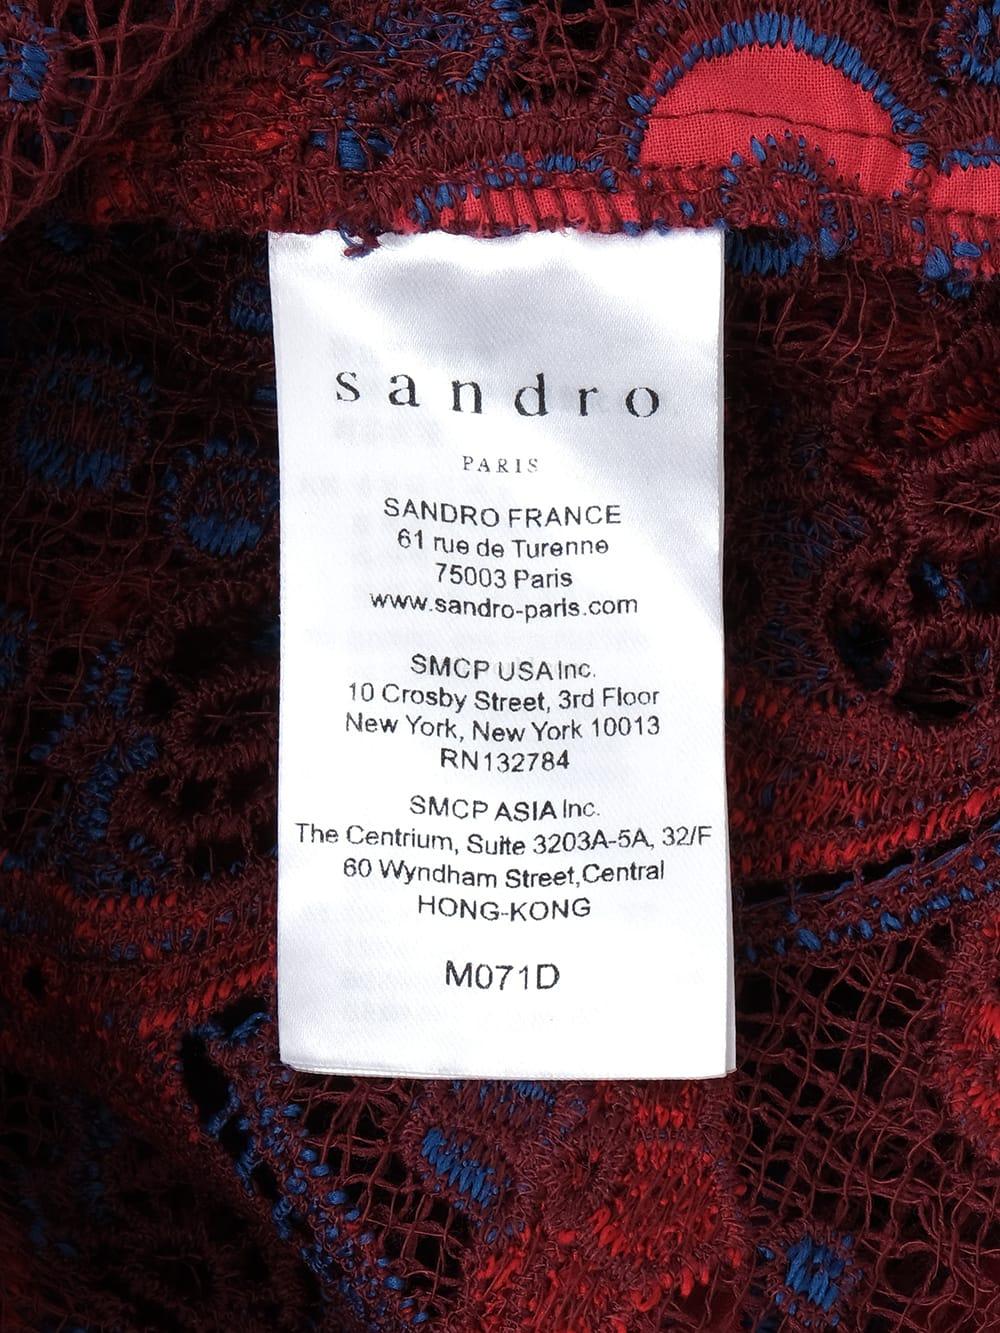 sandro
PARIS
SANDRO FRANCE
61 rue de Turenne
75003 Paris
www.sandro-paris.com
SMCP USA Inc.
10 Crosby Street, 3rd Floor
New York, New York 10013
RN132784
SMCP ASIA Inc.
The Centrium, Suite 3203A-5A, 32/F
60 Wyndham Street,Central
HONG-KONG
M071D